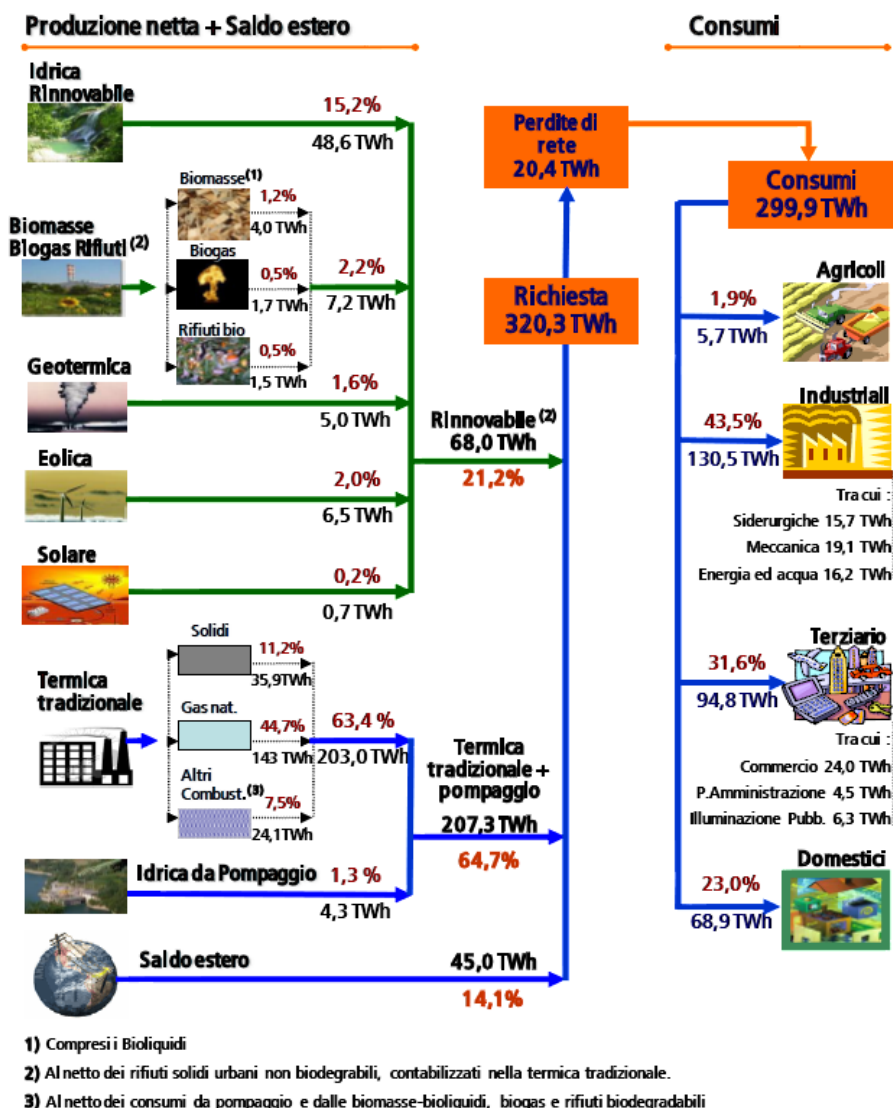 Produzione netta + Saldo estero
Consumi
Idrica
Rinnovabile
15,2%
48,6 TWh
Biomasse
Biogas Rifiuti (2)
Biomasse(1)
1,2%
4,0 TWh
Biogas
0,5%
1,7 TWh
Rifiuti bio
0,5%
1,5 TWh
2,2%
7,2 TWh
Geotermica
1,6%
5,0 TWh
Eolica
2,0%
6,5 TWh
Solare
0,2%
0,7 TWh
Rinnovabile (2)
68,0 TWh
21,2%
Termica
tradizionale
Solidi
11,2%
35,9TWh
Gas nat.
44,7%
143 TWh
Altri
Combust.(3)
7,5%
24,1TWh
63,4 %
203,0TWh
Idrica da Pompaggio
1,3 %
4,3 TWh
Termica
tradizionale +
pompaggio
207,3 TWh
64,7%
Saldo estero
45,0 TWh
14,1%
Perdite di
rete
20,4 TWh
Richiesta
320,3 TWh
Consumi
299,9 TWh
Agricoli
1,9%
5,7 TWh
Industriali
43,5%
130,5 TWh
Tra cui :
Siderurgiche 15,7 TWh
Meccanica 19,1 TWh
Energia ed acqua 16,2 TWh
Terziario
31,6%
94,8 TWh
Tra cui :
Commercio 24,0 TWh
P.Amministrazione 4,5 TWh
Illuminazione Pubb. 6,3 TWh
Domestici
23,0%
68,9 TWh
1) Compresi i Bioliquidi
2) Al netto dei rifiuti solidi urbani non biodegrabili, contabilizzati nella termica tradizionale.
3) Al netto dei consumi da pompaggio e dalle biomasse-bioliquidi, biogas e rifiuti biodegradabili